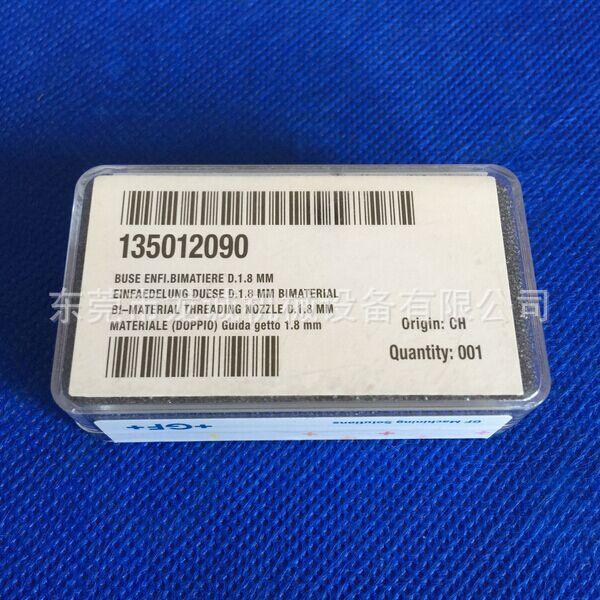 135012090
BUSE ENFI.BIMATIERE D.1.8 MM
EINFAEDELUNG DUESE D.1.8 MM BIMATERIAL
BI-MATERIAL THREADING NOZZLE D.1.8 MM
MATERIALE (DOPPIO) Guida getto 1.8 mm
Origin: CH
Quantity: 001
+GF+
GF Machining Solutions
东莞 机械设备有限公司